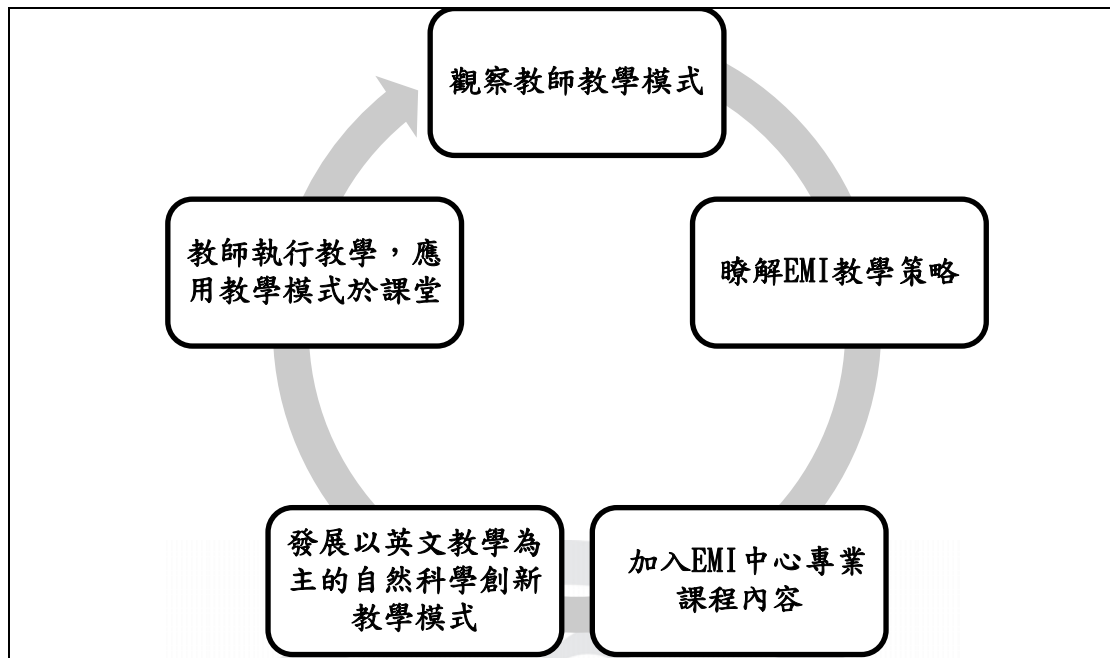 觀察教師教學模式
瞭解EMI教學策略
加入EMI中心專業
課程內容
發展以英文教學為
主的自然科學創新
教學模式
教師執行教學，應
用教學模式於課堂